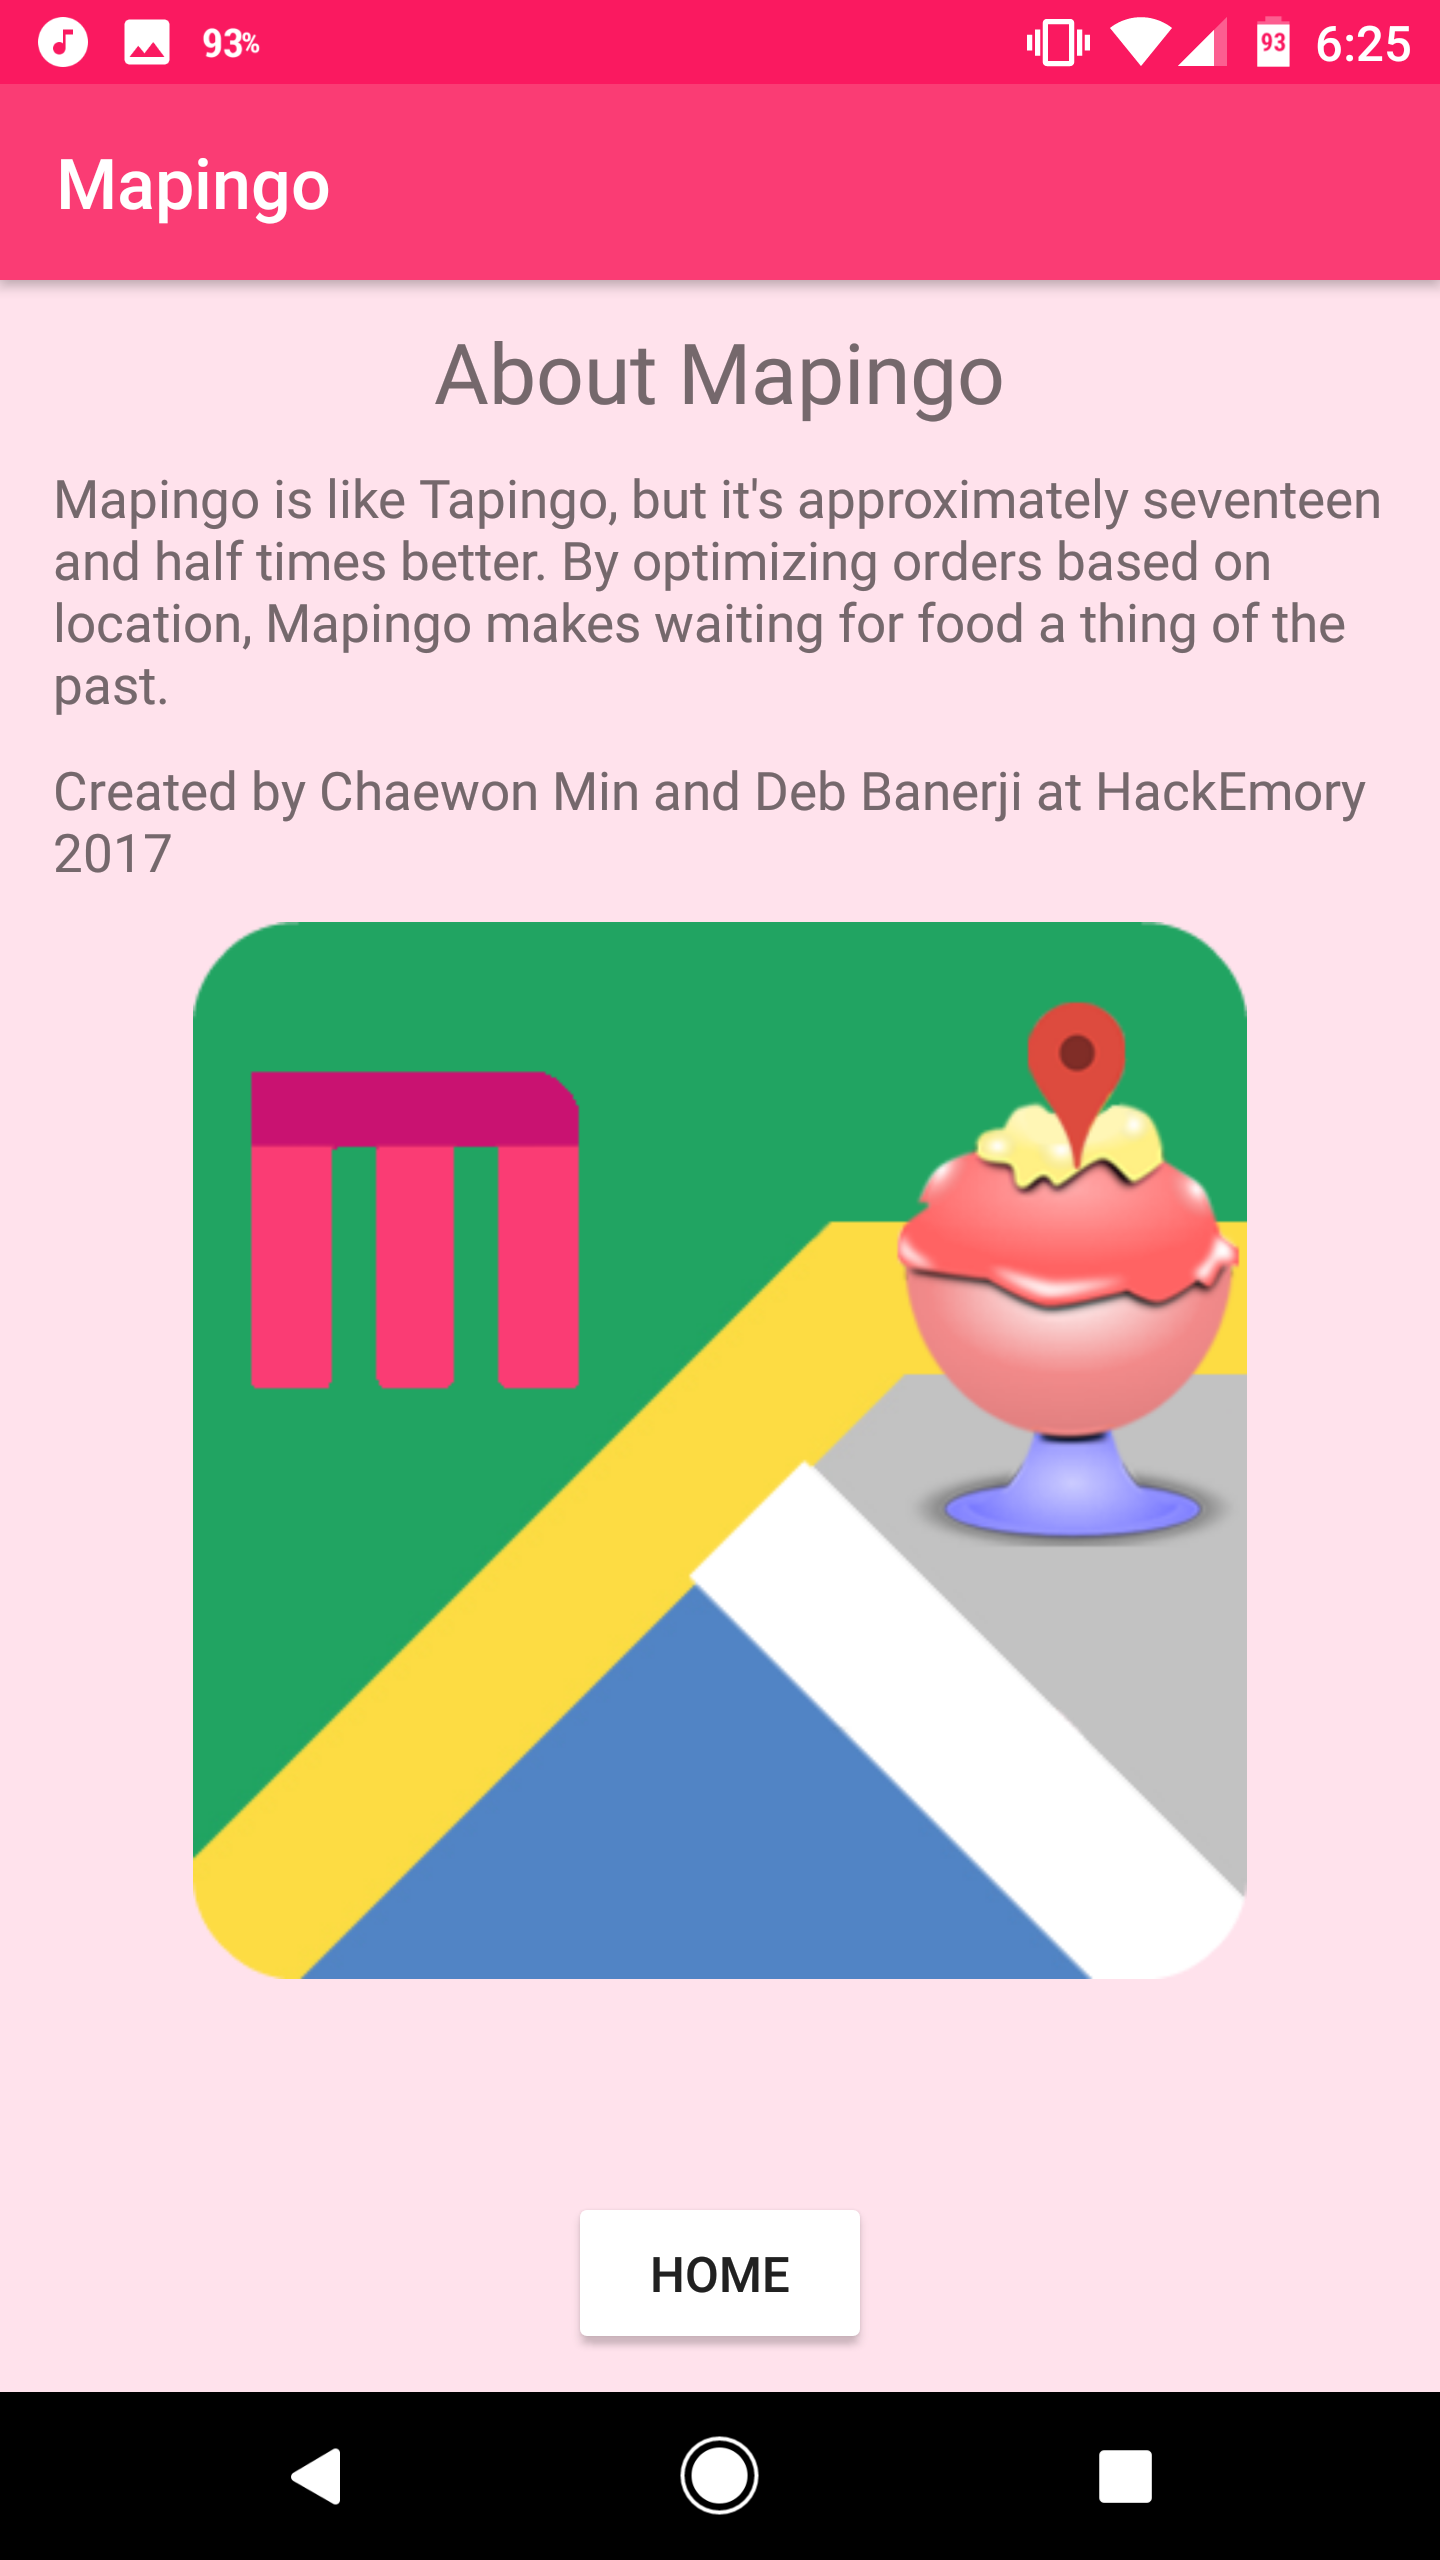 93%
93
6:25
Mapingo
About Mapingo
Mapingo is like Tapingo, but it's approximately seventeen
and half times better. By optimizing orders based on
location, Mapingo makes waiting for food a thing of the
past.
Created by Chaewon Min and Deb Banerji at HackEmory
2017
m
HOME